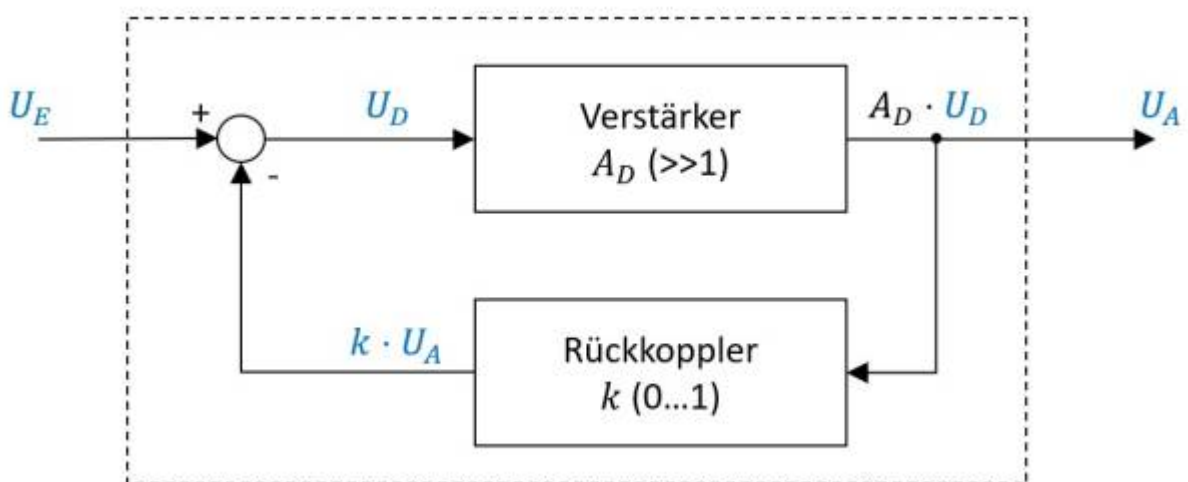 U_E
+
-
U_D
Verstärker
A_D (>>1)
A_D · U_D
U_A
k · U_A
Rückkoppler
k (0...1)